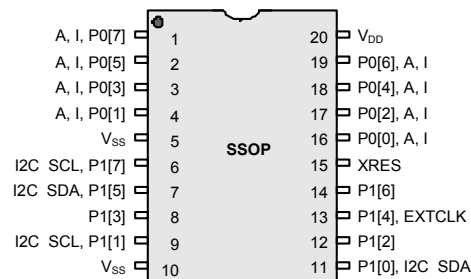 A, I, P0[7] 1 20 VDD
A, I, P0[5] 2 19 P0[6], A, I
A, I, P0[3] 3 18 P0[4], A, I
A, I, P0[1] 4 17 P0[2], A, I
VSS 5 16 P0[0], A, I
SSOP
I2C SCL, P1[7] 6 15 XRES
I2C SDA, P1[5] 7 14 P1[6]
P1[3] 8 13 P1[4], EXTCLK
I2C SCL, P1[1] 9 12 P1[2]
VSS 10 11 P1[0], I2C SDA